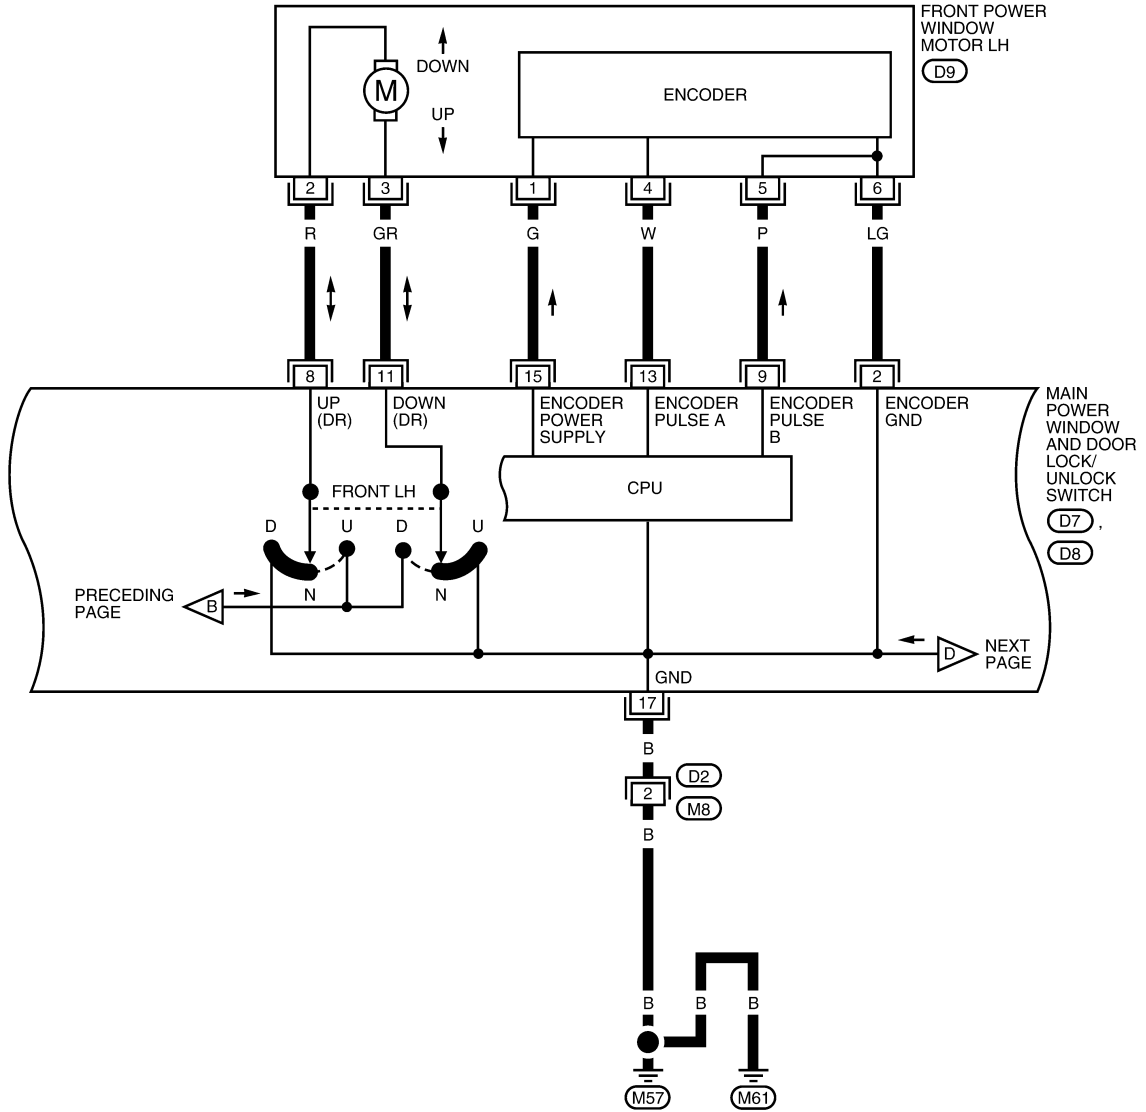 FRONT POWER
WINDOW
MOTOR LH
D9
DOWN
M
UP
ENCODER
2 3 1 4 5 6
R GR G W P LG
8 11 15 13 9 2
UP
(DR)
DOWN
(DR)
ENCODER
POWER
SUPPLY
ENCODER
PULSE A
ENCODER
PULSE
B
ENCODER
GND
MAIN
POWER
WINDOW
AND DOOR
LOCK/
UNLOCK
SWITCH
D7 ,
D8
CPU
FRONT LH
D U D U
N N
PRECEDING
PAGE
B
D
NEXT
PAGE
GND
17
B
D2
2
M8
B
B B B
M57 M61